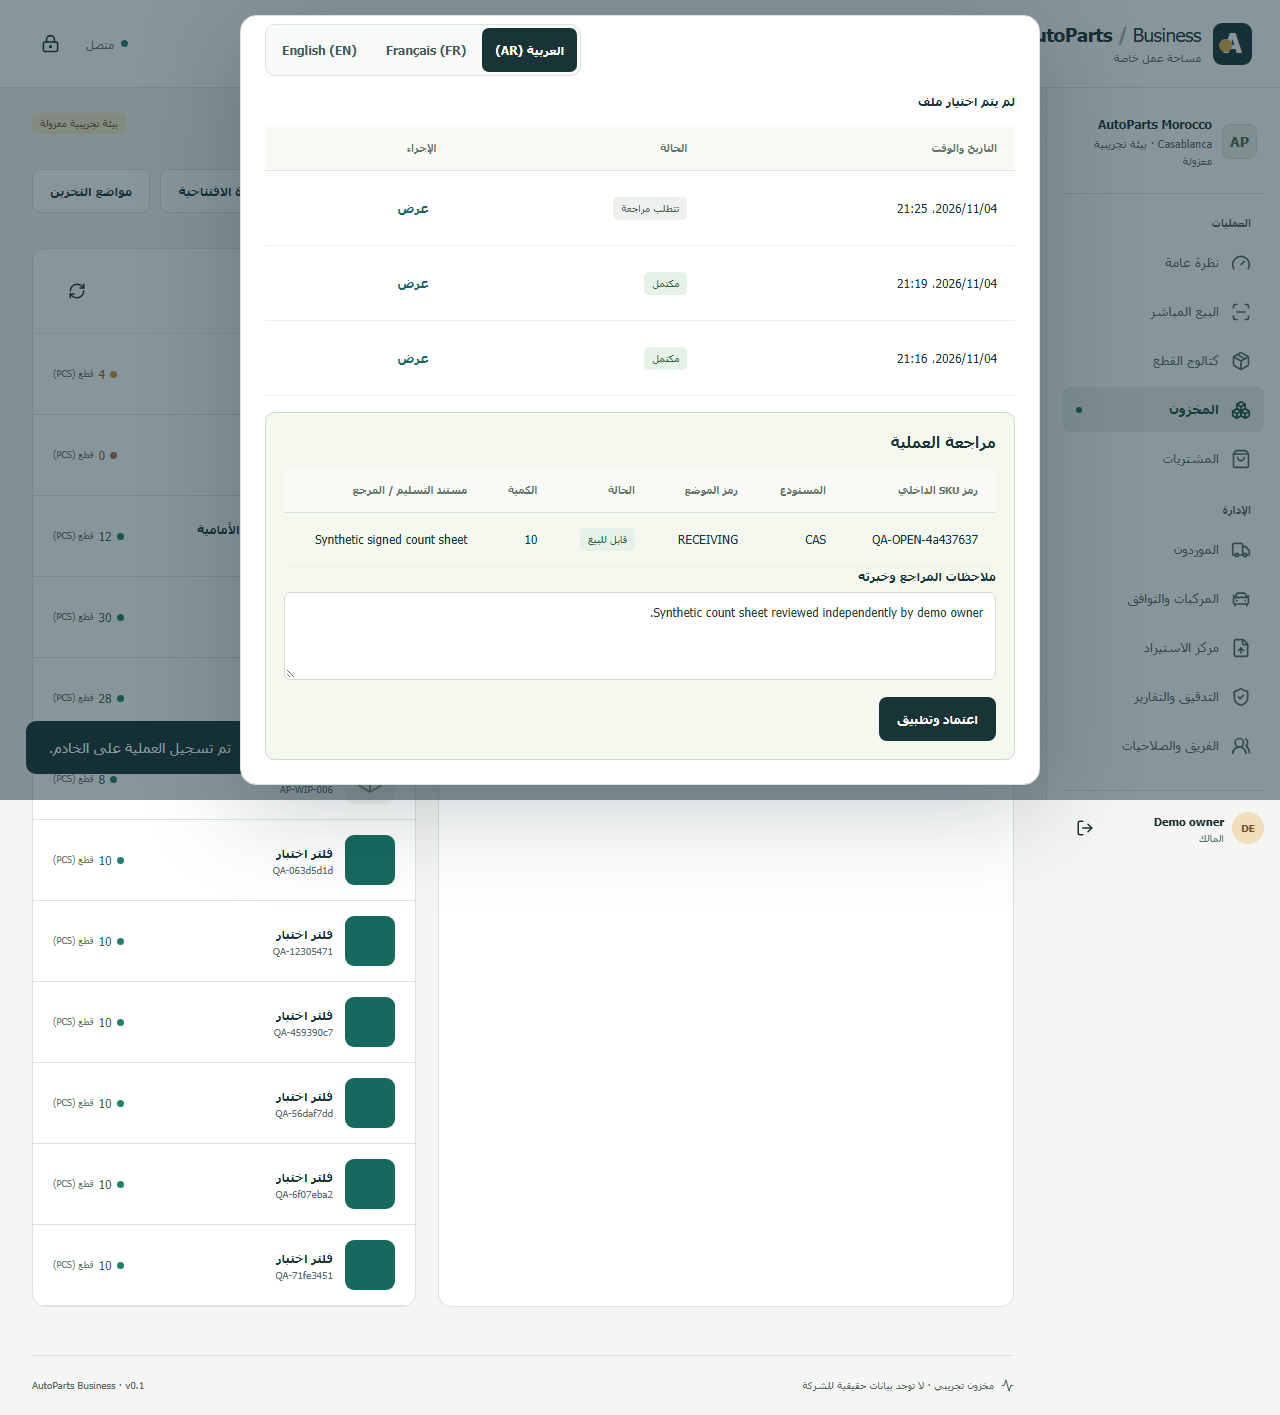 utoParts / Business
مساحة عمل خاصة
متصل
العربية (AR)
Français (FR)
English (EN)
AP
AutoParts Morocco
Casablanca · بيئة تجريبية
معزولة
العمليات
نظرة عامة
البيع المباشر
كتالوج القطع
المخزون
المشتريات
الإدارة
الموردون
المركبات والتوافق
مركز الاستيراد
التدقيق والتقارير
الفريق والصلاحيات
DE
Demo owner
المالك
بيئة تجريبية معزولة
ة الافتتاحية
مواضع التخزين
لم يتم اختيار ملف
التاريخ والوقت
الحالة
الإجراء
2026/11/04، 21:25
تتطلب مراجعة
عرض
2026/11/04، 21:19
مكتمل
عرض
2026/11/04، 21:16
مكتمل
عرض
مراجعة العملية
رمز SKU الداخلي
المستودع
رمز الموضع
الحالة
الكمية
مستند التسليم / المرجع
QA-OPEN-4a437637
CAS
RECEIVING
قابل للبيع
10
Synthetic signed count sheet
ملاحظات المراجع وخبرته
Synthetic count sheet reviewed independently by demo owner.
اعتماد وتطبيق
4 قطع (PCS)
0 قطع (PCS)
الأمامية
12 قطع (PCS)
30 قطع (PCS)
28 قطع (PCS)
تم تسجيل العملية على الخادم.
AP-WIP-006
8 قطع (PCS)
فلتر اختبار
QA-063d5d1d
10 قطع (PCS)
فلتر اختبار
QA-12305471
10 قطع (PCS)
فلتر اختبار
QA-459390c7
10 قطع (PCS)
فلتر اختبار
QA-56daf7dd
10 قطع (PCS)
فلتر اختبار
QA-6f07eba2
10 قطع (PCS)
فلتر اختبار
QA-71fe3451
10 قطع (PCS)
مخزون تجريبي · لا توجد بيانات حقيقية للشركة
AutoParts Business · v0.1